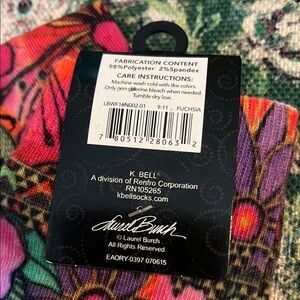 FABRICATION CONTENT
98%Polyester 2%Spandex
CARE INSTRUCTIONS:
Machine wash cold with like colors.
Only non-chlorine bleach when needed.
Tumble dry low.
LBWF16N002-01 9-11 FUCHSIA
7 80512 28063 2
K. BELL
A division of Renfro Corporation
RN105265
kbellsocks.com
Laurel Burch
© Laurel Burch
All Rights Reserved.
EAORY-0397 070615